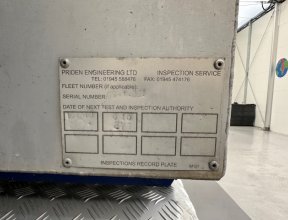 PRIDEN ENGINEERING LTD INSPECTION SERVICE
TEL: 01945 588476 FAX: 01945 474176
FLEET NUMBER (if applicable):
SERIAL NUMBER:
DATE OF NEXT TEST AND INSPECTION AUTHORITY
INSPECTIONS RECORD PLATE